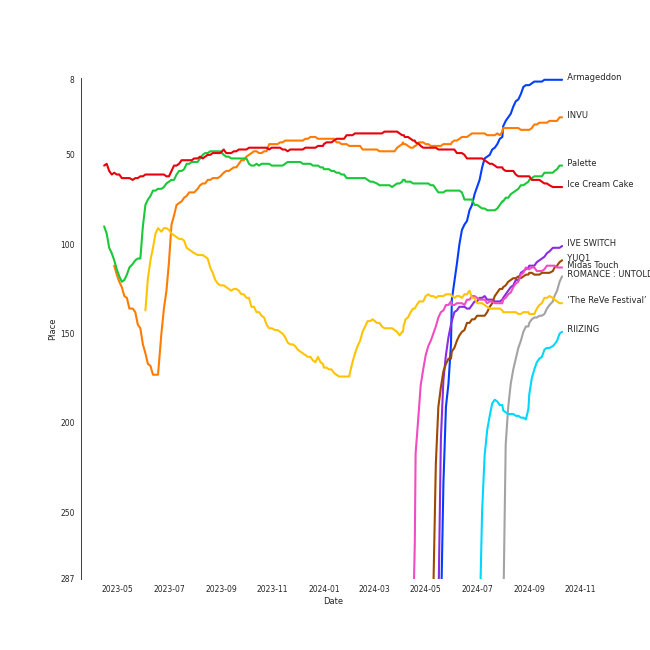 8
50
100
150
200
250
287
Place
2023-05
2023-07
2023-09
2023-11
2024-01
2024-03
2024-05
2024-07
2024-09
2024-11
Date
Armageddon
INVU
Palette
Ice Cream Cake
IVE SWITCH
YUQ1
Midas Touch
ROMANCE : UNTOLD
'The ReVe Festival'
RIIZING